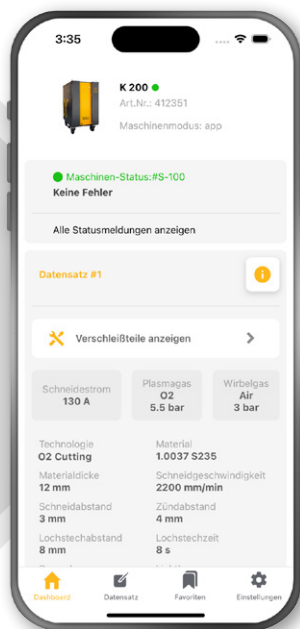 3:35
K 200
Art.Nr.: 412351
Maschinenmodus: app
Maschinen-Status:#S-100
Keine Fehler
Alle Statusmeldungen anzeigen
Datensatz #1
Verschleißteile anzeigen
Schneidestrom
130 A
Plasmagas
O2
5.5 bar
Wirbelgas
Air
3 bar
Technologie
O2 Cutting
Material
1.0037 S235
Materialdicke
12 mm
Schneidgeschwindigkeit
2200 mm/min
Schneidabstand
3 mm
Zündabstand
4 mm
Lochstechabstand
8 mm
Lochstechzeit
8 s
Dashboard
Datensatz
Favoriten
Einstellungen